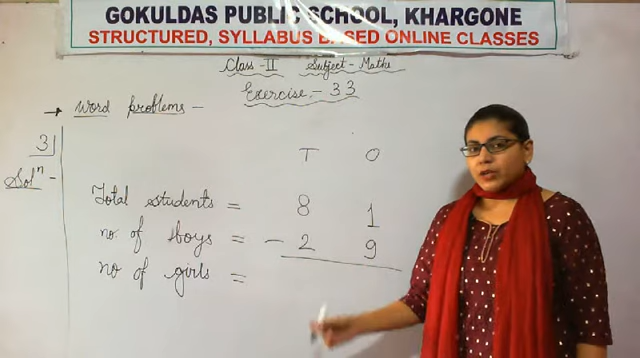 GOKULDAS PUBLIC SCHOOL, KHARGONE
STRUCTURED, SYLLABUS BASED ONLINE CLASSES
Class-II Subject-Maths
Exercise-33
→ Word problems -
3
Solⁿ -
T O
Total students = 8 1
no. of boys = - 2 9
no of girls =